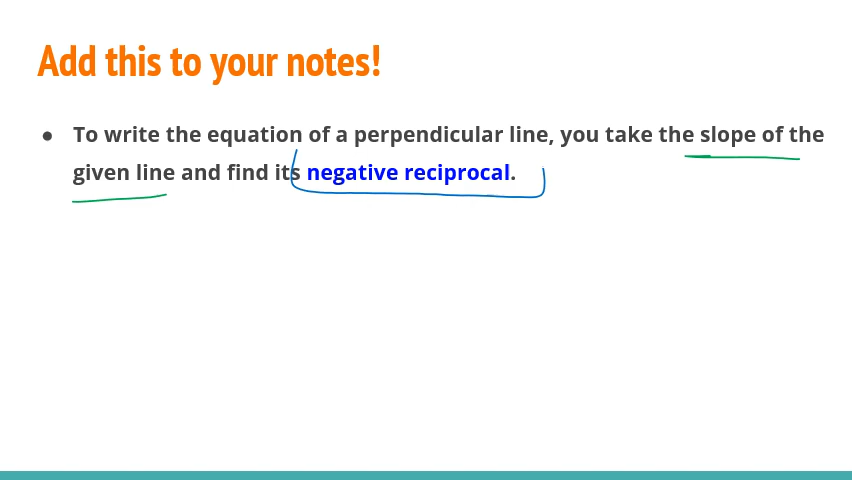 Add this to your notes!
● To write the equation of a perpendicular line, you take the slope of the
given line and find its negative reciprocal.